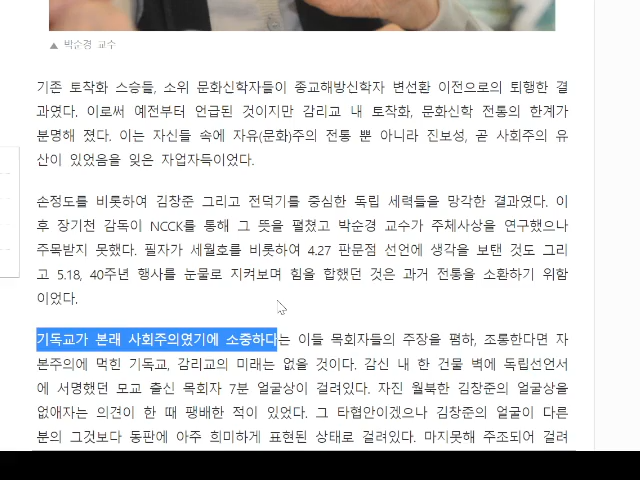 ▲ 박순경 교수
기존 토착화 스승들, 소위 문화신학자들이 종교해방신학자 변선환 이전으로의 퇴행한 결
과였다. 이로써 예전부터 언급된 것이지만 감리교 내 토착화, 문화신학 전통의 한계가
분명해 졌다. 이는 자신들 속에 자유(문화)주의 전통 뿐 아니라 진보성, 곧 사회주의 유
산이 있었음을 잊은 자업자득이었다.
손정도를 비롯하여 김창준 그리고 전덕기를 중심한 독립 세력들을 망각한 결과였다. 이
후 장기천 감독이 NCCK를 통해 그 뜻을 펼쳤고 박순경 교수가 주체사상을 연구했으나
주목받지 못했다. 필자가 세월호를 비롯하여 4.27 판문점 선언에 생각을 보탠 것도 그리
고 5.18, 40주년 행사를 눈물로 지켜보며 힘을 합했던 것은 과거 전통을 소환하기 위함
이었다.
기독교가 본래 사회주의였기에 소중하다는 이들 목회자들의 주장을 폄하, 조롱한다면 자
본주의에 먹힌 기독교, 감리교의 미래는 없을 것이다. 감신 내 한 건물 벽에 독립선언서
에 서명했던 모교 출신 목회자 7분 얼굴상이 걸려있다. 자진 월북한 김창준의 얼굴상을
없애자는 의견이 한 때 팽배한 적이 있었다. 그 타협안이겠으나 김창준의 얼굴이 다른
분의 그것보다 동판에 아주 희미하게 표현된 상태로 걸려있다. 마지못해 주조되어 걸려